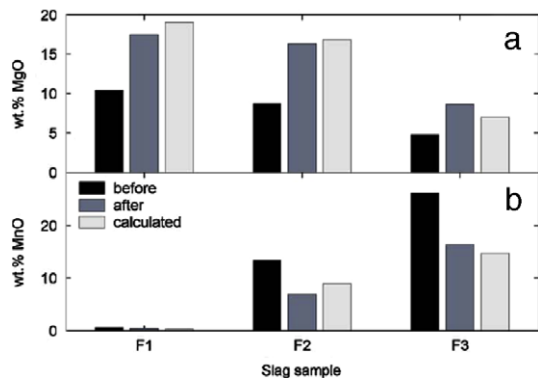 20
a
15
wt.% MgO
10
5
0
before
b
after
20
calculated
wt.% MnO
10
0
F1 F2 F3
Slag sample